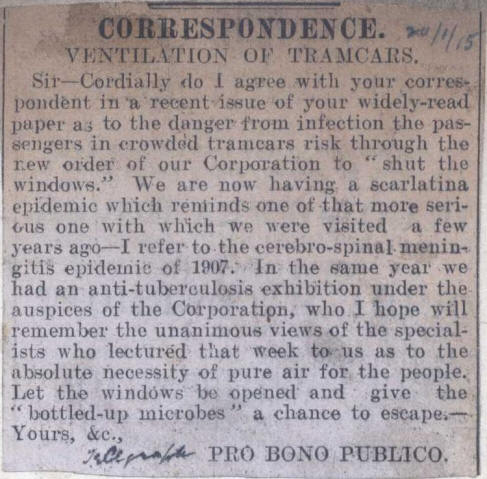 CORRESPONDENCE. 20/1/15
VENTILATION OF TRAMCARS.
Sir—Cordially do I agree with your corres-
pondent in a recent issue of your widely-read
paper as to the danger from infection the pas-
sengers in crowded tramcars risk through the
new order of our Corporation to "shut the
windows." We are now having a scarlatina
epidemic which reminds one of that more seri-
ous one with which we were visited a few
years ago—I refer to the cerebro-spinal menin-
gitis epidemic of 1907. In the same year we
had an anti-tuberculosis exhibition under the
auspices of the Corporation, who I hope will
remember the unanimous views of the special-
ists who lectured that week to us as to the
absolute necessity of pure air for the people.
Let the windows be opened and give the
"bottled-up microbes" a chance to escape.—
Yours, &c.,
Telegraph PRO BONO PUBLICO.